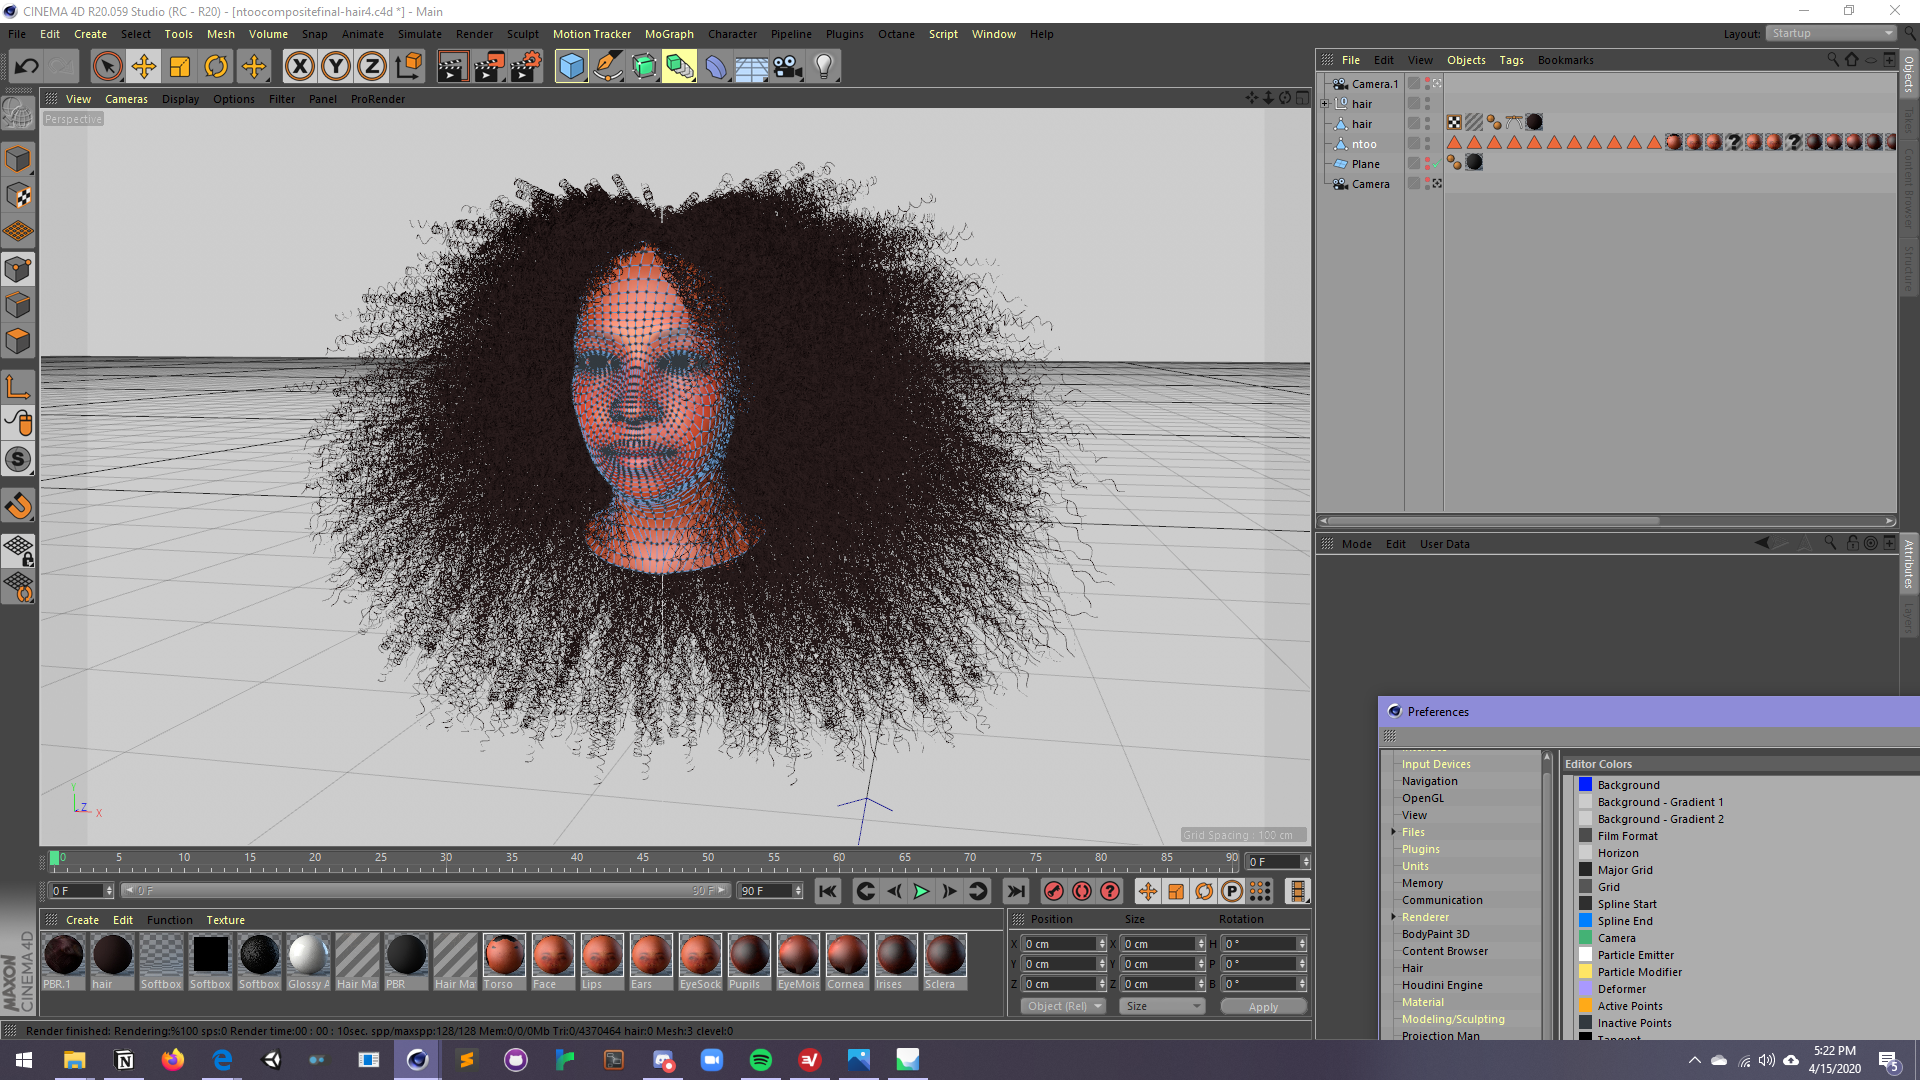 CINEMA 4D R20.059 Studio (RC - R20) - [ntoocompositefinal-hair4.c4d *] - Main
File Edit Create Select Tools Mesh Volume Snap Animate Simulate Render Sculpt Motion Tracker MoGraph Character Pipeline Plugins Octane Script Window Help
Layout: Startup
View Cameras Display Options Filter Panel ProRender
Perspective
File Edit View Objects Tags Bookmarks
Camera.1
hair
hair
ntoo
Plane
Camera
Objects
Takes
Content Browser
Structure
Mode Edit User Data
Attributes
Layers
Preferences
Input Devices
Navigation
OpenGL
View
Files
Plugins
Units
Memory
Communication
Renderer
BodyPaint 3D
Content Browser
Hair
Houdini Engine
Material
Modeling/Sculpting
Projection Man
Editor Colors
Background
Background - Gradient 1
Background - Gradient 2
Film Format
Horizon
Major Grid
Grid
Spline Start
Spline End
Camera
Particle Emitter
Particle Modifier
Deformer
Active Points
Inactive Points
Y
Z X
Grid Spacing : 100 cm
0 5 10 15 20 25 30 35 40 45 50 55 60 65 70 75 80 85 90
0 F
0 F 0 F 90 F 90 F
Create Edit Function Texture
PBR.1 hair Softbox Softbox Softbox Glossy A Hair Ma PBR Hair Ma Torso Face Lips Ears EyeSock Pupils EyeMois Cornea Irises Sclera
Position Size Rotation
X 0 cm X 0 cm H 0 °
Y 0 cm Y 0 cm P 0 °
Z 0 cm Z 0 cm B 0 °
Object (Rel) Size Apply
MAXON
CINEMA 4D
Render finished: Rendering:%100 sps:0 Render time:00 : 00 : 10sec. spp/maxspp:128/128 Mem:0/0/0Mb Tri:0/4370464 hair:0 Mesh:3 clevel:0
5:22 PM
4/15/2020
5